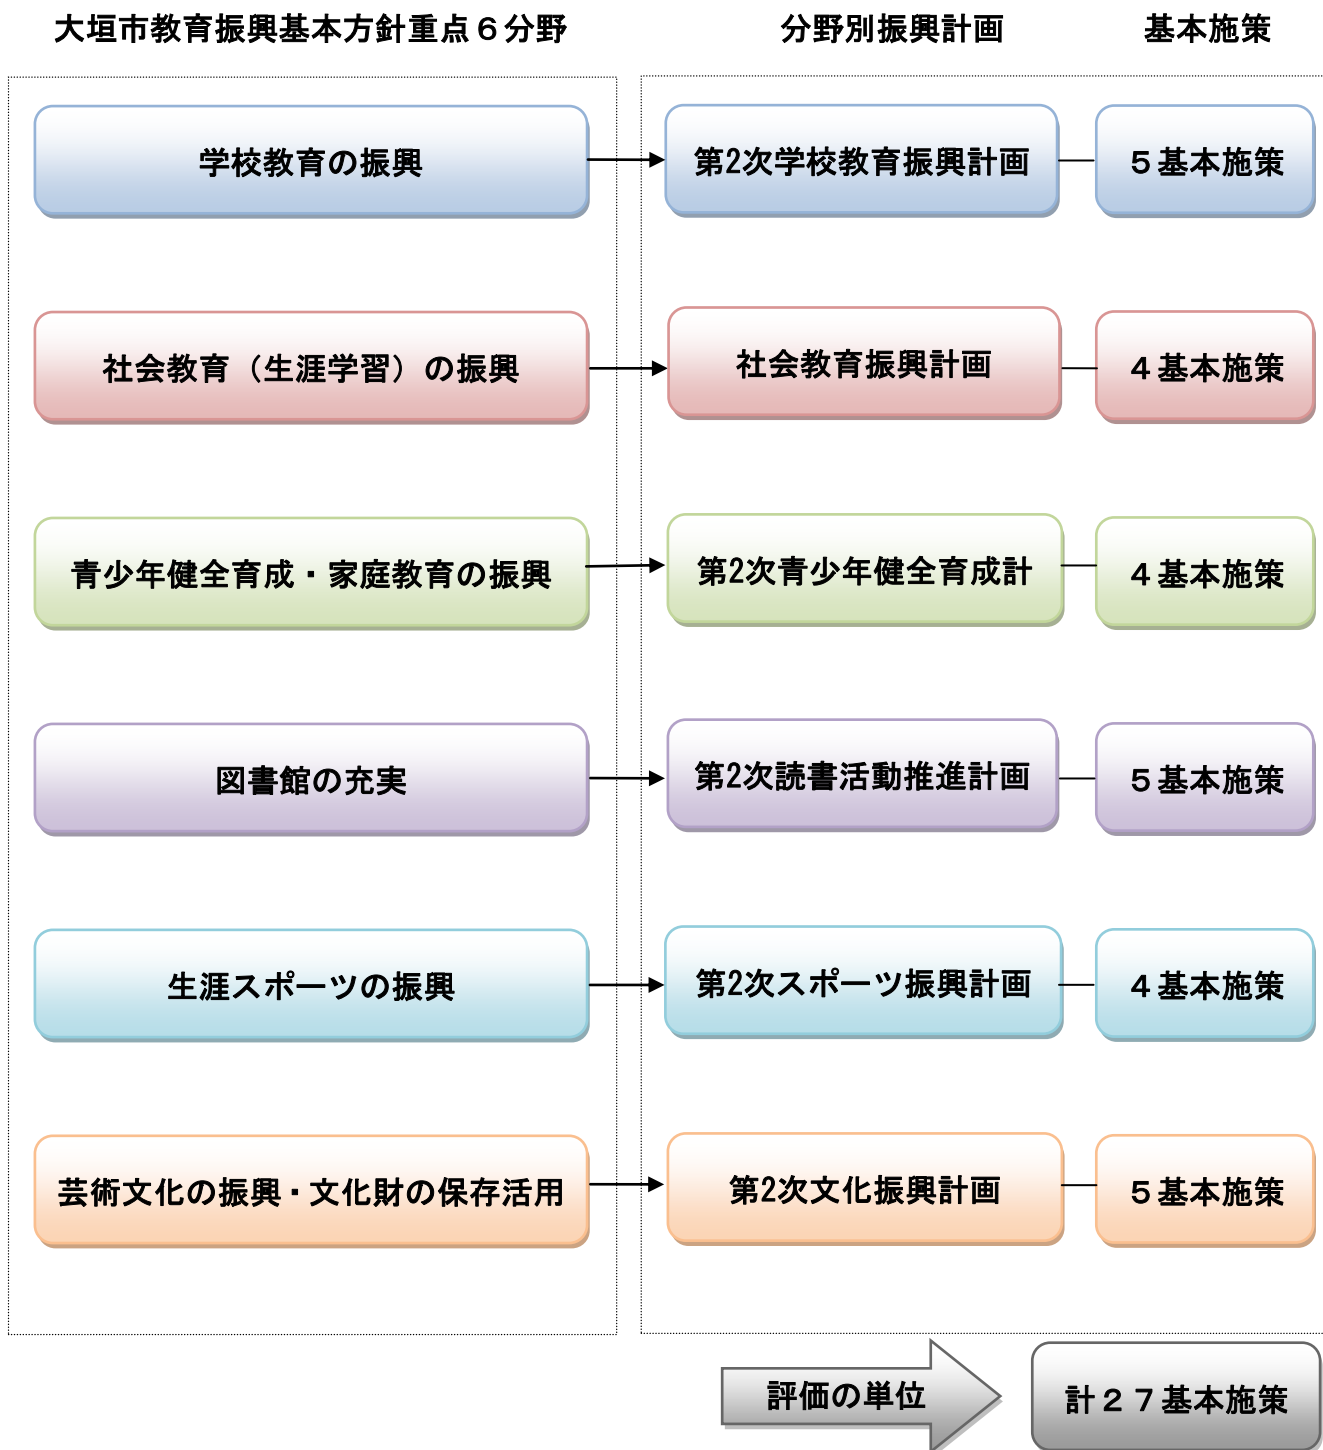 大垣市教育振興基本方針重点６分野 分野別振興計画 基本施策
学校教育の振興 第2次学校教育振興計画 ５基本施策
社会教育（生涯学習）の振興 社会教育振興計画 ４基本施策
青少年健全育成・家庭教育の振興 第2次青少年健全育成計 ４基本施策
図書館の充実 第2次読書活動推進計画 ５基本施策
生涯スポーツの振興 第2次スポーツ振興計画 ４基本施策
芸術文化の振興・文化財の保存活用 第2次文化振興計画 ５基本施策
評価の単位 計２７基本施策